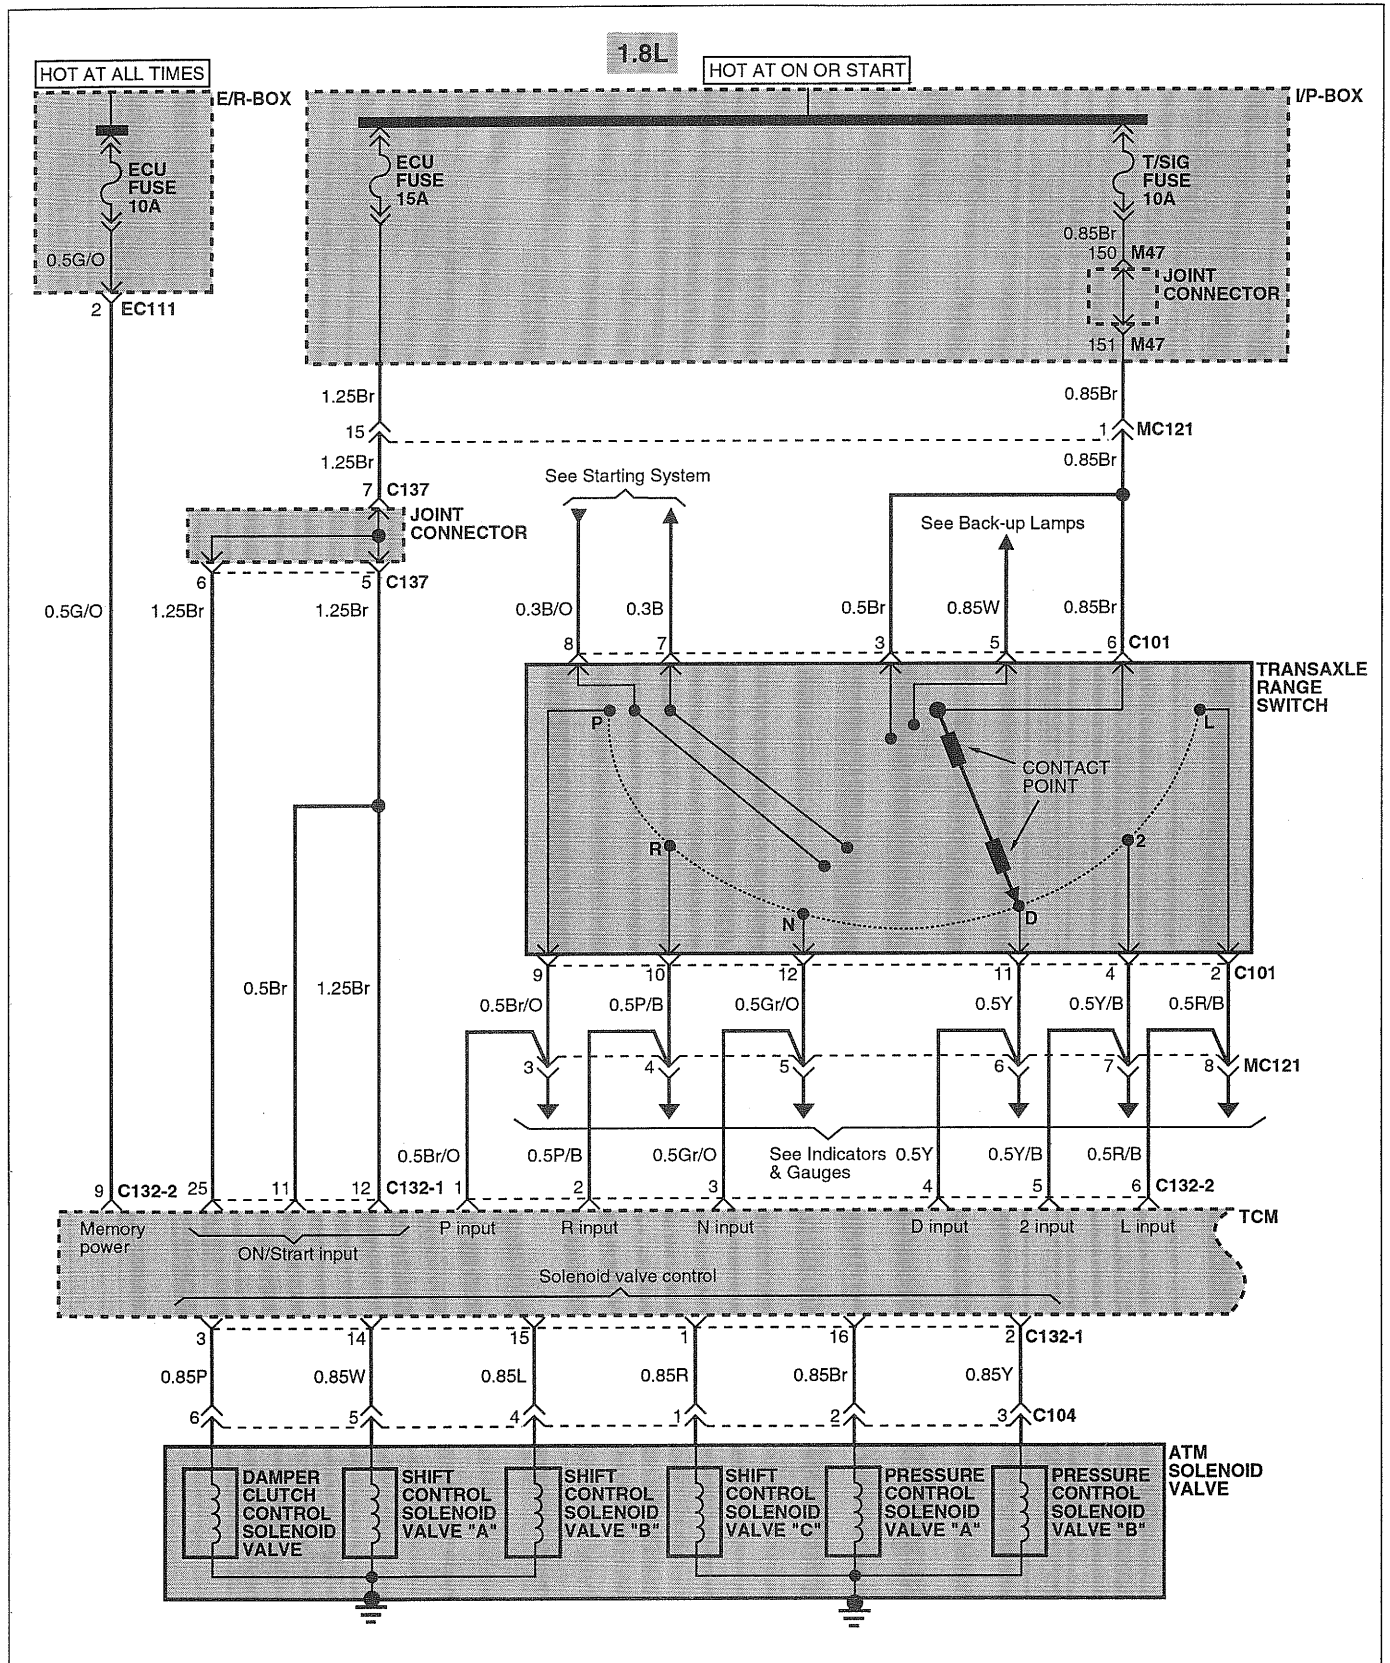 1.8L
HOT AT ALL TIMES
HOT AT ON OR START
E/R-BOX
I/P-BOX
ECU
FUSE
10A
ECU
FUSE
15A
T/SIG
FUSE
10A
0.85Br
150 M47
0.5G/O
JOINT
CONNECTOR
2 EC111
151 M47
1.25Br
0.85Br
15
1 MC121
1.25Br
0.85Br
See Starting System
7 C137
JOINT
CONNECTOR
See Back-up Lamps
6
5 C137
0.5G/O
1.25Br
1.25Br
0.3B/O
0.3B
0.5Br
0.85W
0.85Br
8
7
3
5
6 C101
TRANSAXLE
RANGE
SWITCH
P
L
CONTACT
POINT
R
2
N
D
9
10
12
11
4
2 C101
0.5Br
1.25Br
0.5Br/O
0.5P/B
0.5Gr/O
0.5Y
0.5Y/B
0.5R/B
3
4
5
6
7
8 MC121
See Indicators
& Gauges
0.5Br/O
0.5P/B
0.5Gr/O
0.5Y
0.5Y/B
0.5R/B
9 C132-2
25
11
12 C132-1
1
2
3
4
5
6 C132-2
TCM
Memory
power
ON/Strart input
P input
R input
N input
D input
2 input
L input
Solenoid valve control
3
14
15
1
16
2 C132-1
0.85P
0.85W
0.85L
0.85R
0.85Br
0.85Y
6
5
4
1
2
3 C104
ATM
SOLENOID
VALVE
DAMPER
CLUTCH
CONTROL
SOLENOID
VALVE
SHIFT
CONTROL
SOLENOID
VALVE "A"
SHIFT
CONTROL
SOLENOID
VALVE "B"
SHIFT
CONTROL
SOLENOID
VALVE "C"
PRESSURE
CONTROL
SOLENOID
VALVE "A"
PRESSURE
CONTROL
SOLENOID
VALVE "B"